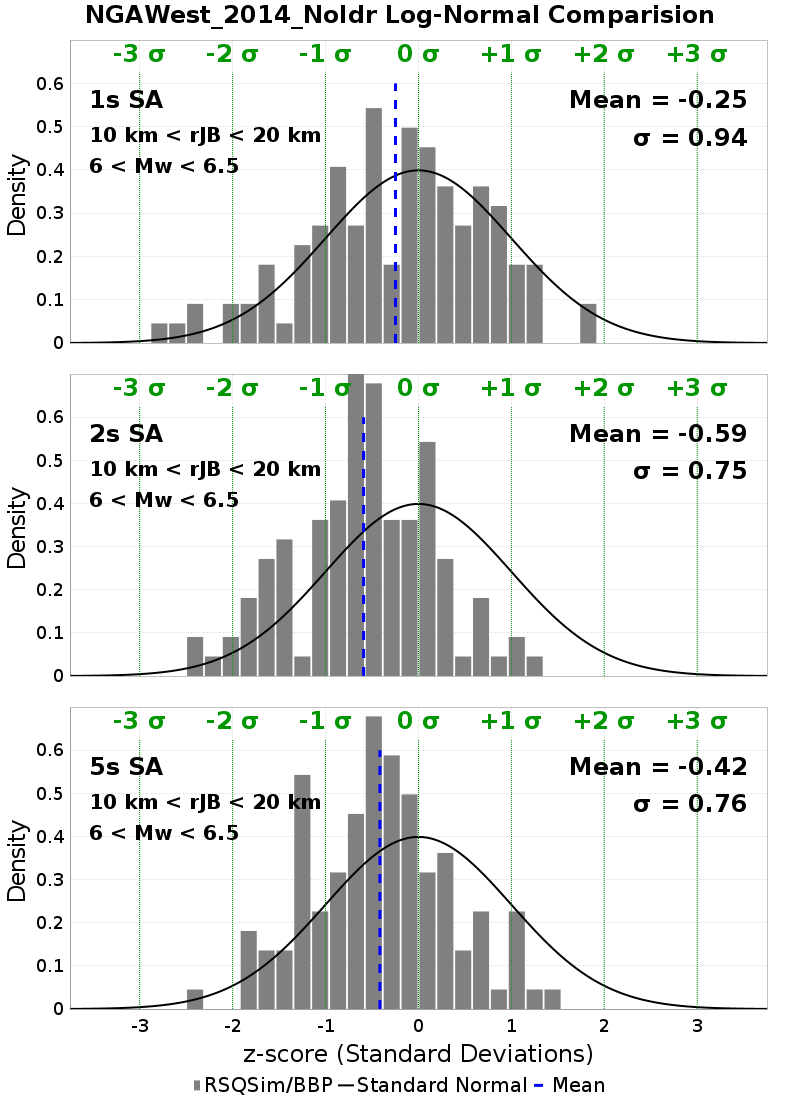 NGAWest_2014_NoIdr Log-Normal Comparision
-3 σ -2 σ -1 σ 0 σ +1 σ +2 σ +3 σ
1s SA Mean = -0.25
10 km < rJB < 20 km σ = 0.94
6 < Mw < 6.5
0.6
0.5
0.4
0.3
0.2
0.1
0
Density
-3 σ -2 σ -1 σ 0 σ +1 σ +2 σ +3 σ
2s SA Mean = -0.59
10 km < rJB < 20 km σ = 0.75
6 < Mw < 6.5
0.6
0.5
0.4
0.3
0.2
0.1
0
Density
-3 σ -2 σ -1 σ 0 σ +1 σ +2 σ +3 σ
5s SA Mean = -0.42
10 km < rJB < 20 km σ = 0.76
6 < Mw < 6.5
0.6
0.5
0.4
0.3
0.2
0.1
0
Density
-3 -2 -1 0 1 2 3
z-score (Standard Deviations)
RSQSim/BBP Standard Normal Mean